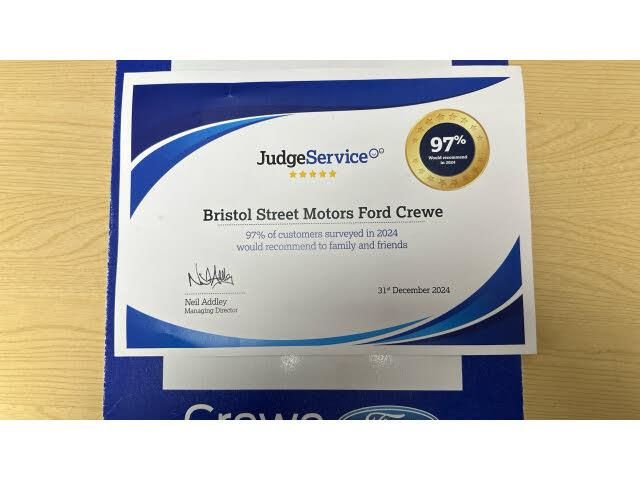 JudgeService
97%
Would recommend
in 2024
Bristol Street Motors Ford Crewe
97% of customers surveyed in 2024
would recommend to family and friends
Neil Addley
Managing Director
31st December 2024
Crewe
Ford